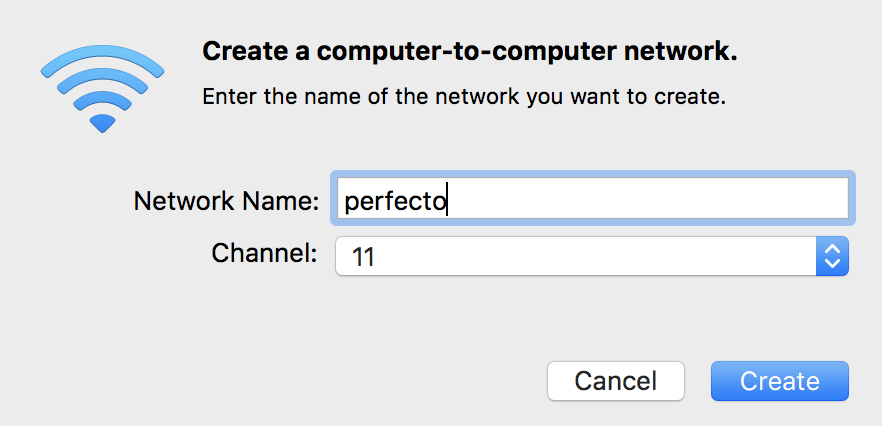 Create a computer-to-computer network.
Enter the name of the network you want to create.
Network Name: perfecto
Channel: 11
Cancel Create